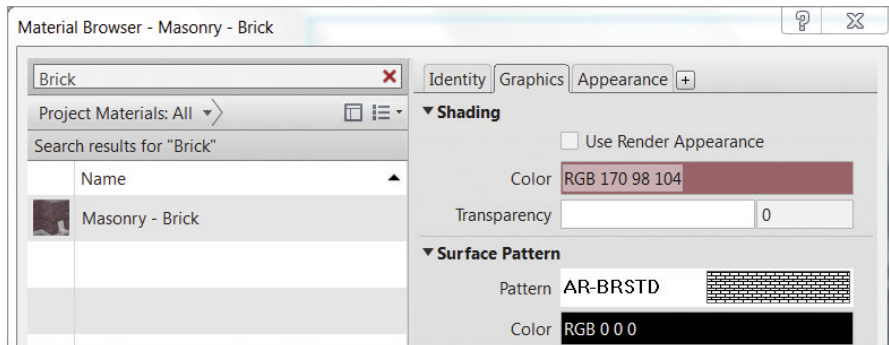 Material Browser - Masonry - Brick
Brick
Project Materials: All
Search results for "Brick"
Name
Masonry - Brick
Identity Graphics Appearance
Shading
Use Render Appearance
Color RGB 170 98 104
Transparency 0
Surface Pattern
Pattern AR-BRSTD
Color RGB 0 0 0